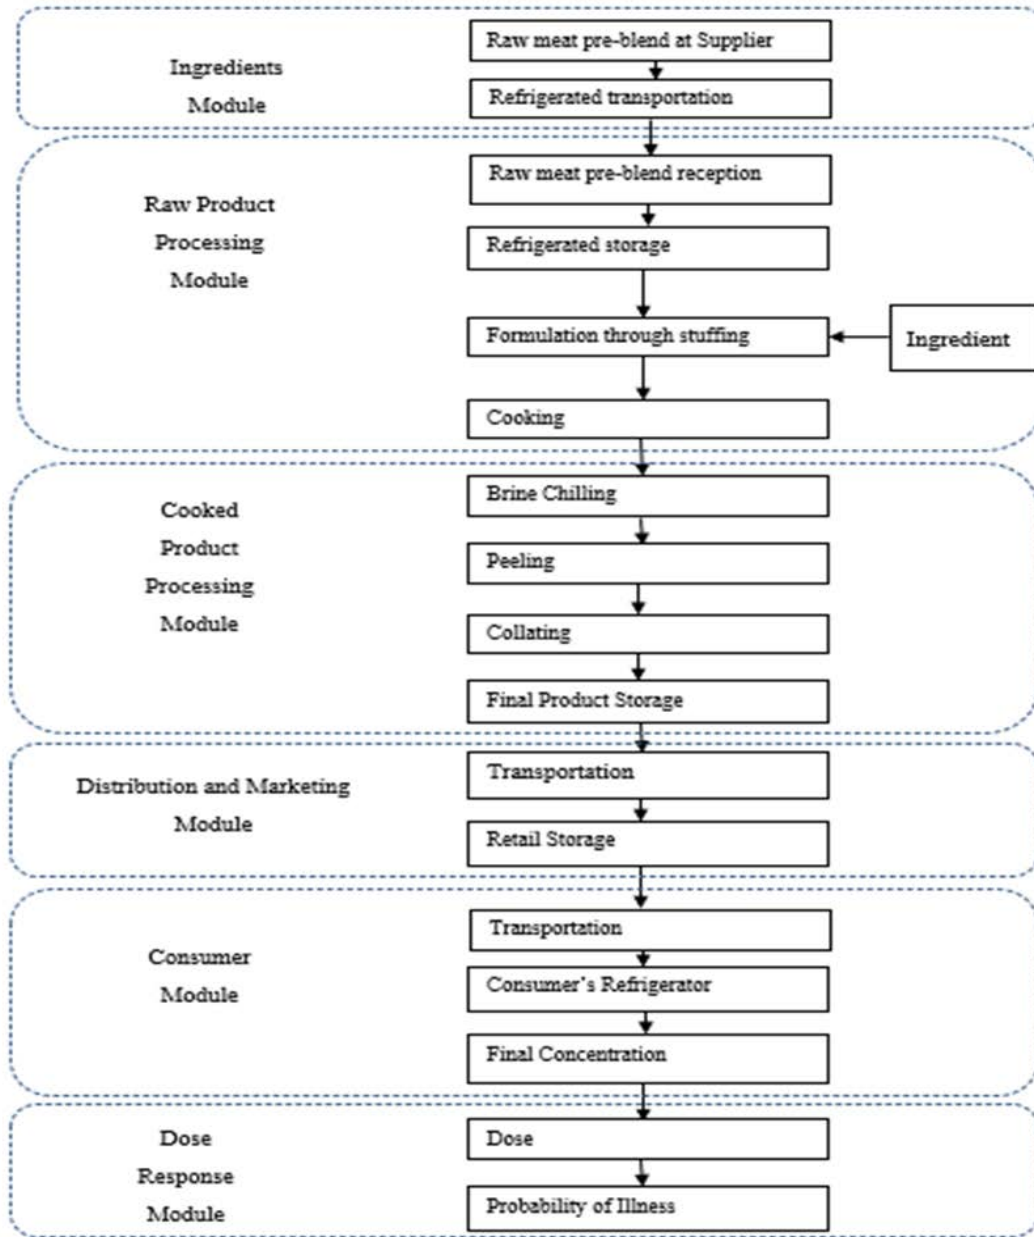 Raw meat pre-blend at Supplier
Ingredients
Module
Refrigerated transportation
Raw meat pre-blend reception
Raw Product
Processing
Module
Refrigerated storage
Formulation through stuffing
Ingredient
Cooking
Brine Chilling
Cooked
Product
Processing
Module
Peeling
Collating
Final Product Storage
Transportation
Distribution and Marketing
Module
Retail Storage
Transportation
Consumer
Module
Consumer's Refrigerator
Final Concentration
Dose
Response
Module
Dose
Probability of Illness